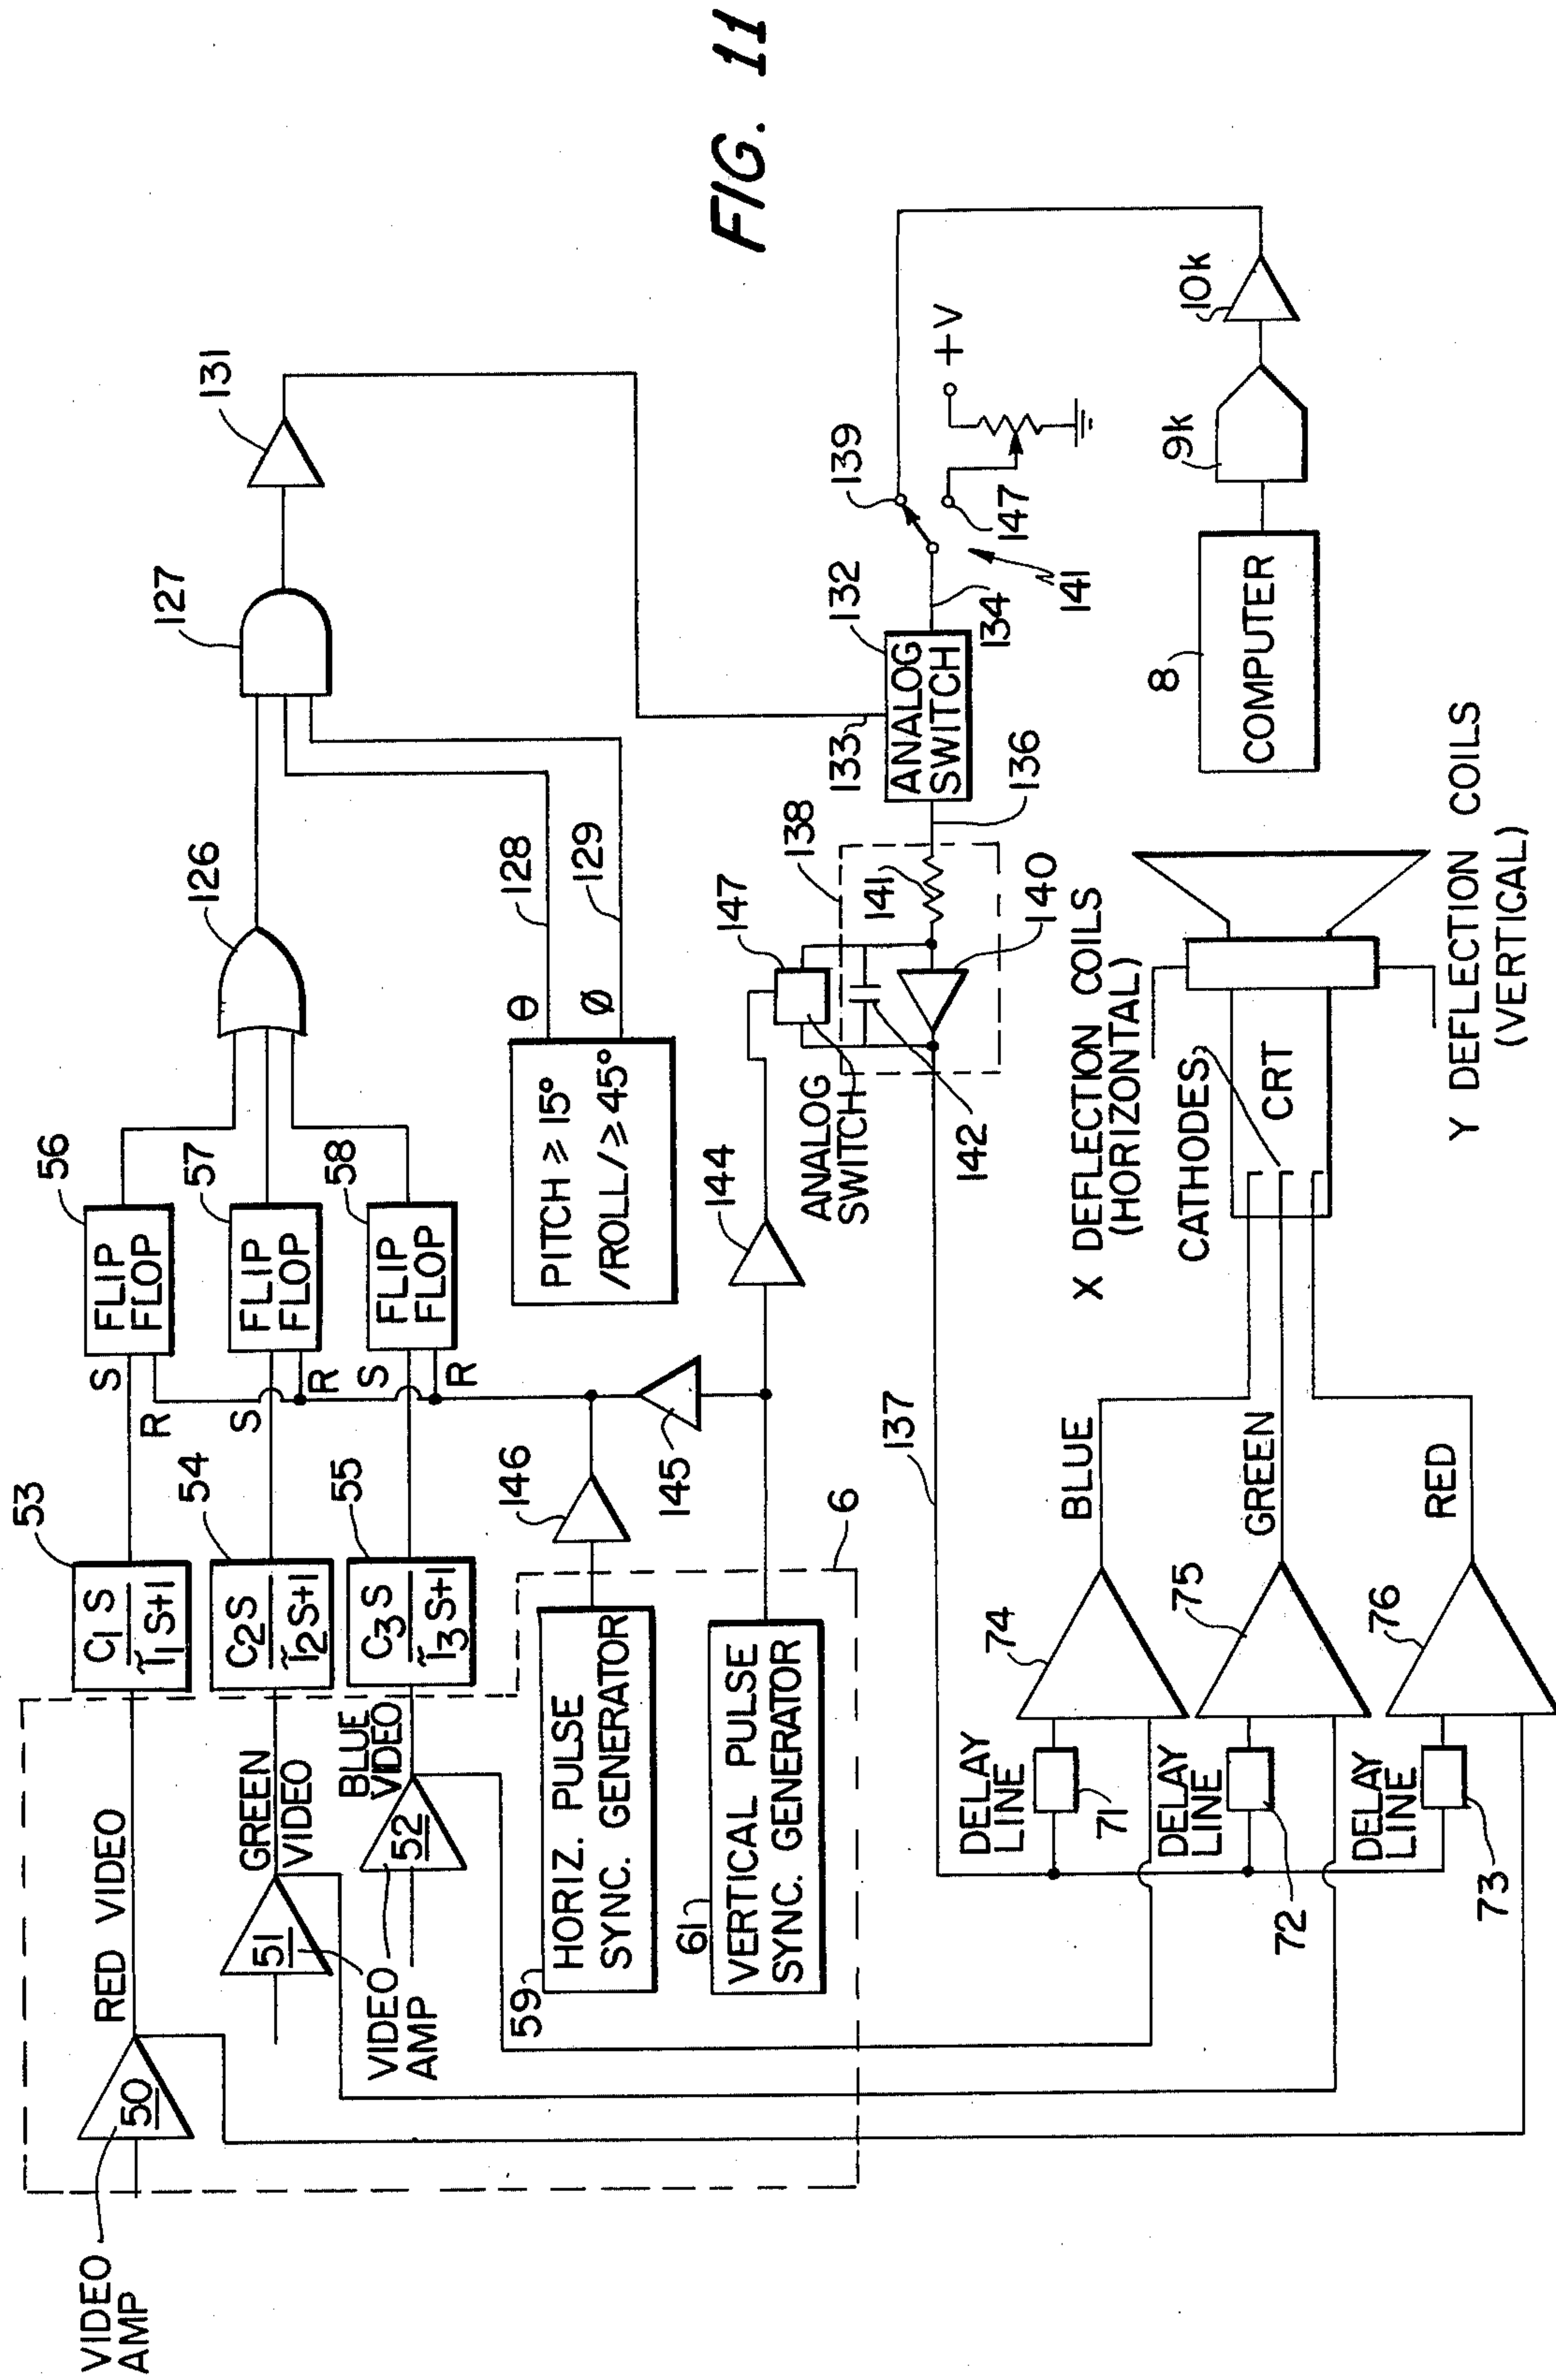 FIG. 11
VIDEO
AMP
50
RED VIDEO
53
C₁S
T̃₁S+1
S
R
FLIP
FLOP
56
51
GREEN
VIDEO
54
C₂S
T̃₂S+1
S
R
FLIP
FLOP
57
126
127
131
VIDEO
AMP
52
BLUE
VIDEO
55
C₃S
T̃₃S+1
S
R
FLIP
FLOP
58
59
HORIZ. PULSE
SYNC. GENERATOR
146
145
PITCH ≥ 15°
/ROLL/ ≥ 45°
θ
Ø
128
129
61
VERTICAL PULSE
SYNC. GENERATOR
6
144
147
ANALOG
SWITCH
138
141
142
140
136
133
ANALOG
SWITCH
132
134
139
141
147
+V
137
DELAY
LINE
71
74
BLUE
DELAY
LINE
72
75
GREEN
DELAY
LINE
73
76
RED
X DEFLECTION COILS
(HORIZONTAL)
CATHODES
CRT
Y DEFLECTION COILS
(VERTICAL)
8
COMPUTER
9k
10k